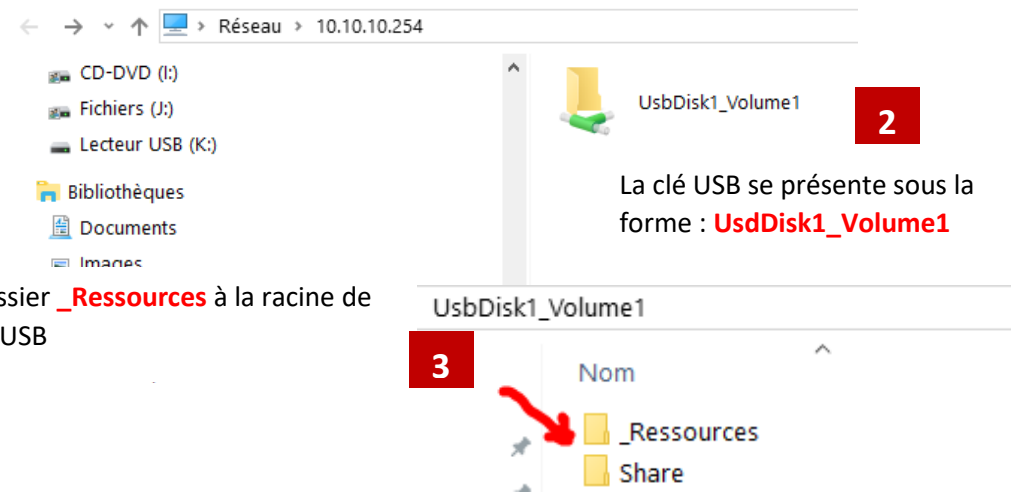 Réseau > 10.10.10.254
CD-DVD (I:)
Fichiers (J:)
Lecteur USB (K:)
Bibliothèques
Documents
Images
UsbDisk1_Volume1
2
La clé USB se présente sous la
forme : UsdDisk1_Volume1
ssier _Ressources à la racine de
USB
UsbDisk1_Volume1
3
Nom
_Ressources
Share